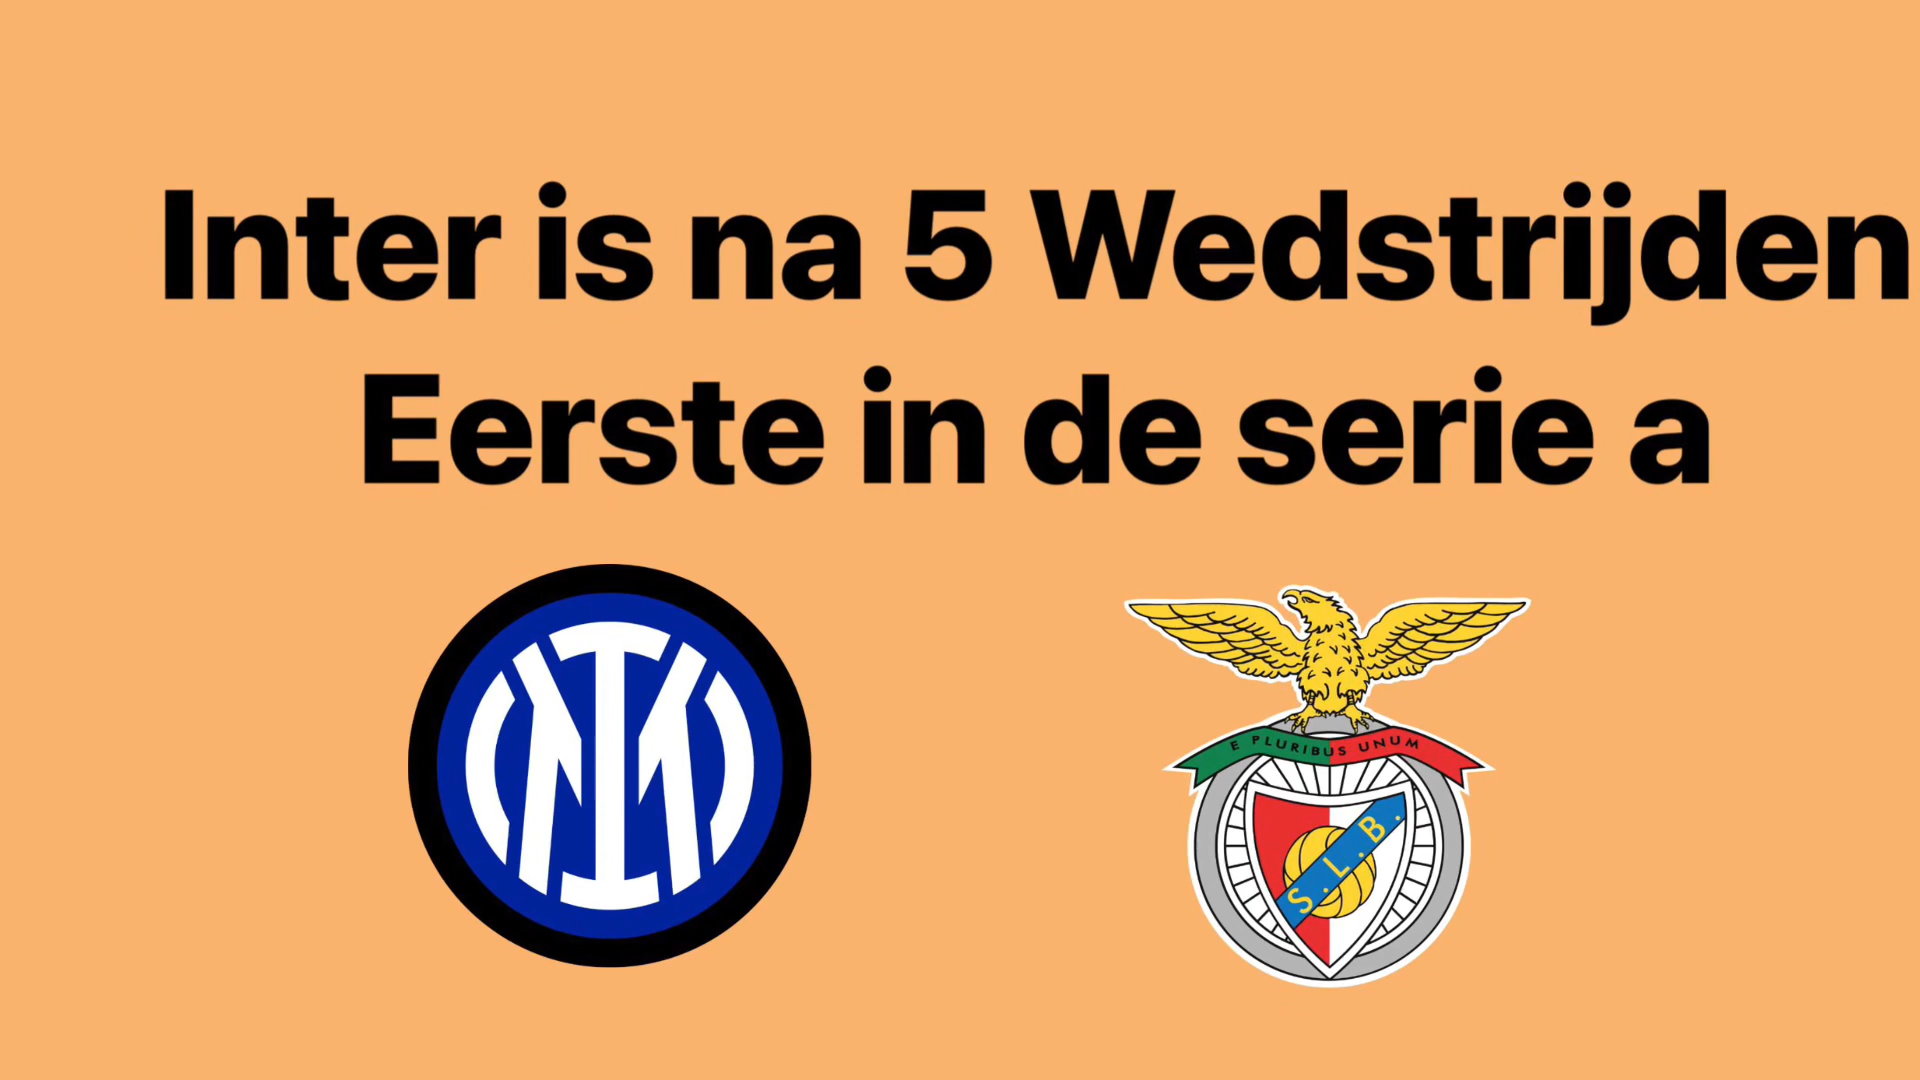 Inter is na 5 Wedstrijden
Eerste in de serie a
E PLURIBUS UNUM
S.L.B.